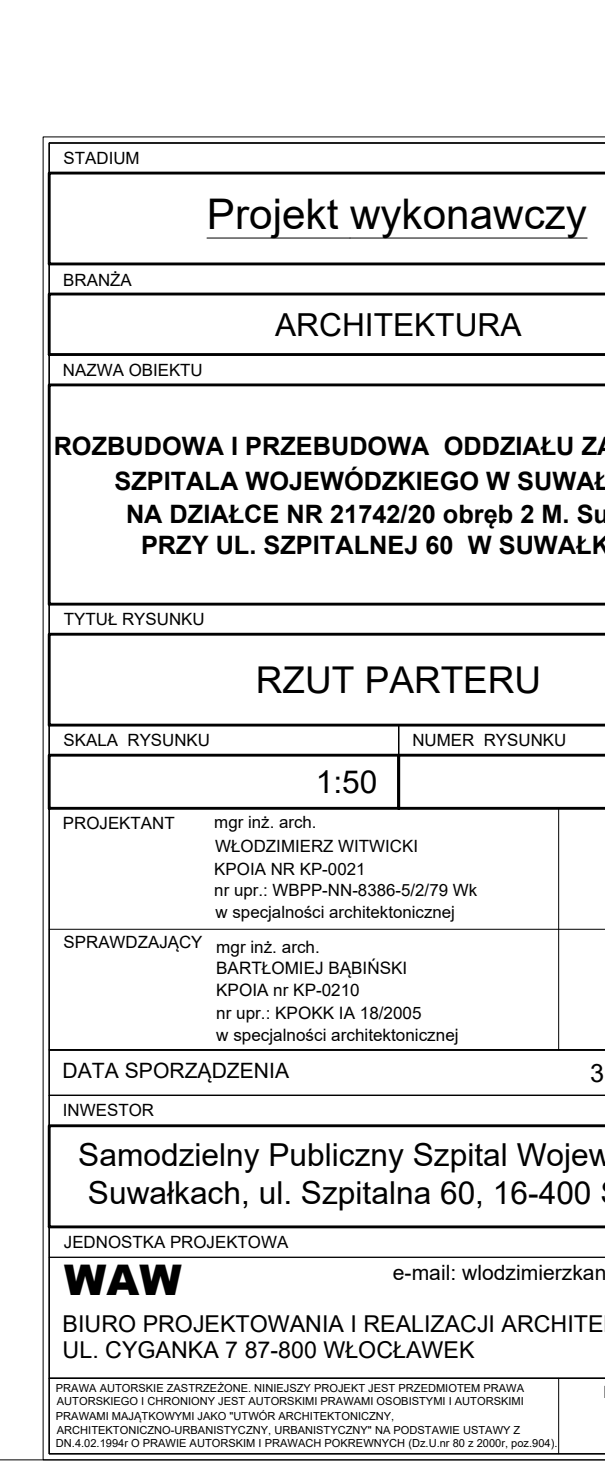 STADIUM
Projekt wykonawczy
BRANŻA
ARCHITEKTURA
NAZWA OBIEKTU
ROZBUDOWA I PRZEBUDOWA ODDZIAŁU
SZPITALA WOJEWÓDZKIEGO W
NA DZIAŁCE NR 21742/20 obręb 2 M.
PRZY UL. SZPITALNEJ 60 W
TYTUŁ RYSUNKU
RZUT PARTERU
SKALA RYSUNKU NUMER RYSUNKU
1:50
PROJEKTANT mgr inż. arch.
WŁODZIMIERZ WITWICKI
KPOIA NR KP-0021
nr upr.: WBPP-NN-8386-5/2/79 Wk
w specjalności architektonicznej
SPRAWDZAJĄCY mgr inż. arch.
BARTŁOMIEJ BĄBIŃSKI
KPOIA nr KP-0210
nr upr.: KPOKK IA 18/2005
w specjalności architektonicznej
DATA SPORZĄDZENIA
INWESTOR
Samodzielny Publiczny Szpital
Suwałkach, ul. Szpitalna 60, 16-400
JEDNOSTKA PROJEKTOWA
WAW e-mail:
BIURO PROJEKTOWANIA I REALIZACJI
UL. CYGANKA 7 87-800 WŁOCŁAWEK
PRAWA AUTORSKIE ZASTRZEŻONE. NINIEJSZY PROJEKT JEST PRZEDMIOTEM PRAWA
AUTORSKIEGO I CHRONIONY JEST AUTORSKIMI PRAWAMI OSOBISTYMI I AUTORSKIMI
PRAWAMI MAJĄTKOWYMI JAKO "UTWÓR ARCHITEKTONICZNY,
ARCHITEKTONICZNO-URBANISTYCZNY, URBANISTYCZNY" NA PODSTAWIE USTAWY Z
DN.4.02.1994r O PRAWIE AUTORSKIM I PRAWACH POKREWNYCH (Dz.U.nr 80 z 2000r, poz.904).